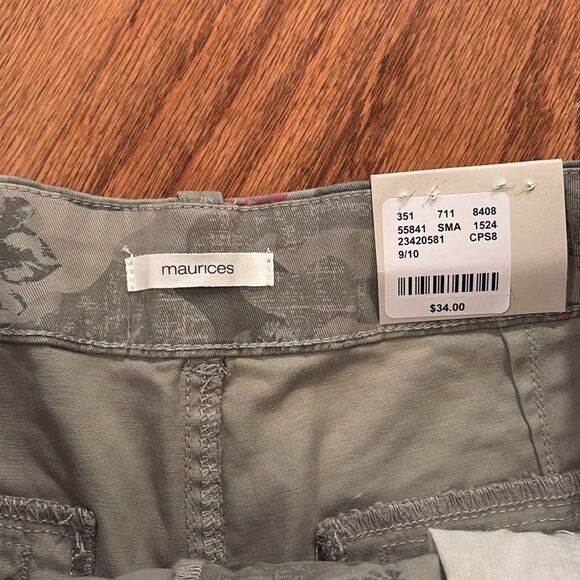 maurices
351 711 8408
55841 SMA 1524
23420581 CPS8
9/10
$34.00